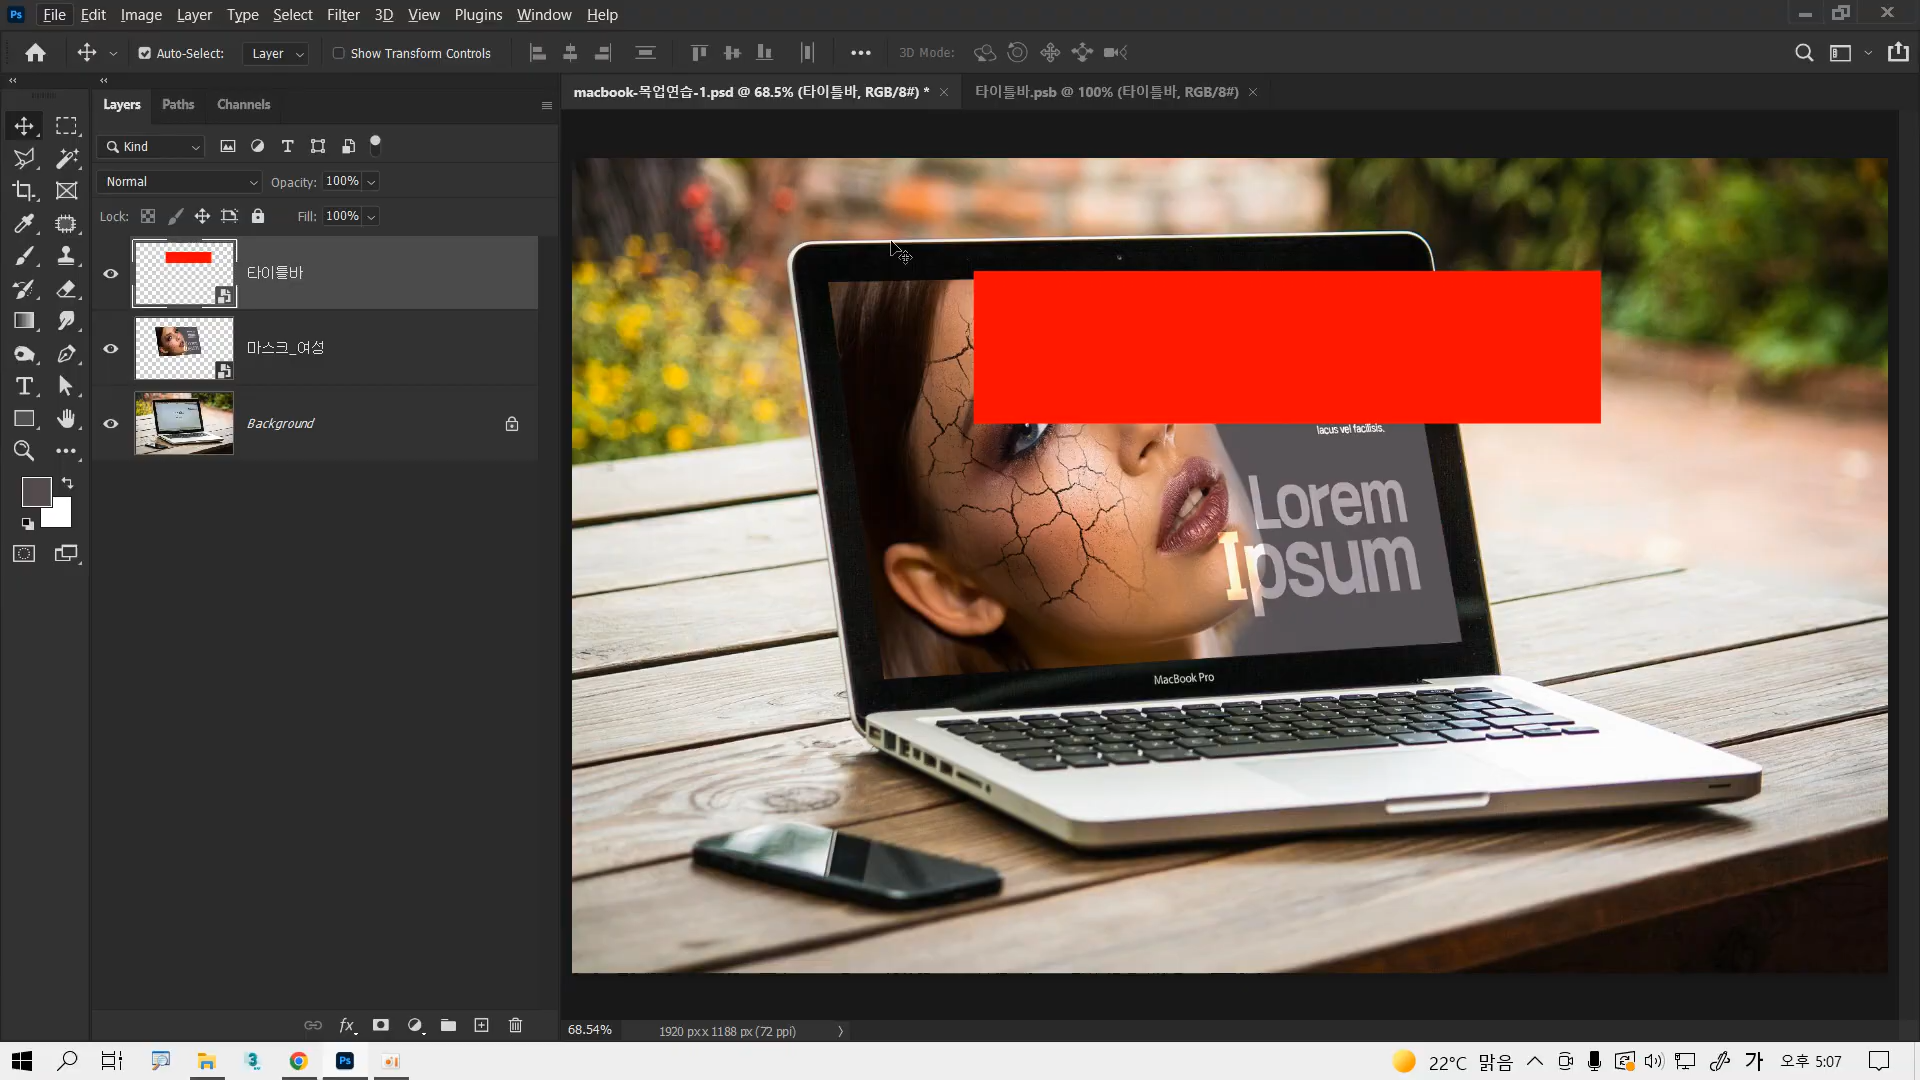 Ps File Edit Image Layer Type Select Filter 3D View Plugins Window Help
Auto-Select: Layer Show Transform Controls 3D Mode:
Layers Paths Channels
macbook-목업연습-1.psd @ 68.5% (타이틀바, RGB/8#) * 타이틀바.psb @ 100% (타이틀바, RGB/8#)
Kind
Normal Opacity: 100%
Lock: Fill: 100%
타이틀바
마스크_여성
Background
lacus vel facilisis.
Lorem
Ipsum
MacBook Pro
68.54% 1920 px x 1188 px (72 ppi)
22°C 맑음 가 오후 5:07